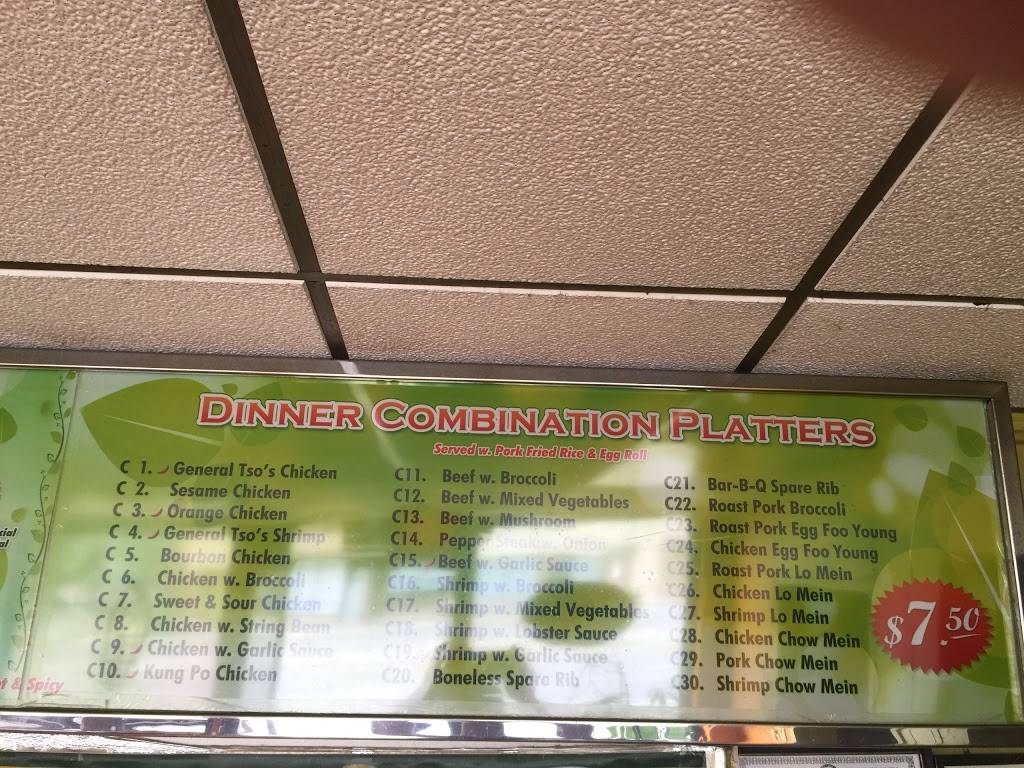 DINNER COMBINATION PLATTERS
Served w. Pork Fried Rice & Egg Roll
C 1. General Tso's Chicken
C 2. Sesame Chicken
C 3. Orange Chicken
C 4. General Tso's Shrimp
C 5. Bourbon Chicken
C 6. Chicken w. Broccoli
C 7. Sweet & Sour Chicken
C 8. Chicken w. String Bean
C 9. Chicken w. Garlic Sauce
C10. Kung Po Chicken
C11. Beef w. Broccoli
C12. Beef w. Mixed Vegetables
C13. Beef w. Mushroom
C14. Pepper Steak w. Onion
C15. Beef w. Garlic Sauce
C16. Shrimp w. Broccoli
C17. Shrimp w. Mixed Vegetables
C18. Shrimp w. Lobster Sauce
C19. Shrimp w. Garlic Sauce
C20. Boneless Spare Rib
C21. Bar-B-Q Spare Rib
C22. Roast Pork Broccoli
C23. Roast Pork Egg Foo Young
C24. Chicken Egg Foo Young
C25. Roast Pork Lo Mein
C26. Chicken Lo Mein
C27. Shrimp Lo Mein
C28. Chicken Chow Mein
C29. Pork Chow Mein
C30. Shrimp Chow Mein
$7.50
& Spicy